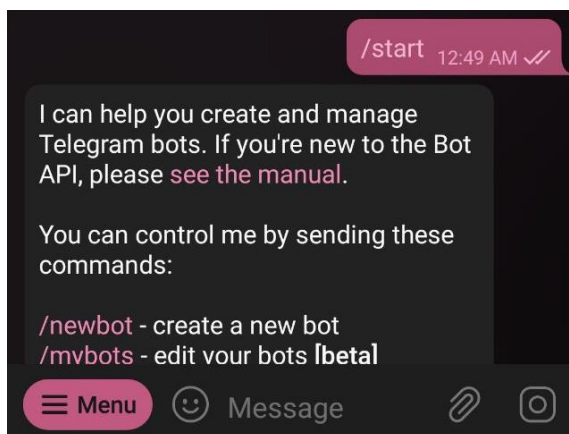 /start 12:49 AM
I can help you create and manage
Telegram bots. If you're new to the Bot
API, please see the manual.
You can control me by sending these
commands:
/newbot - create a new bot
/mybots - edit your bots [beta]
Menu
Message